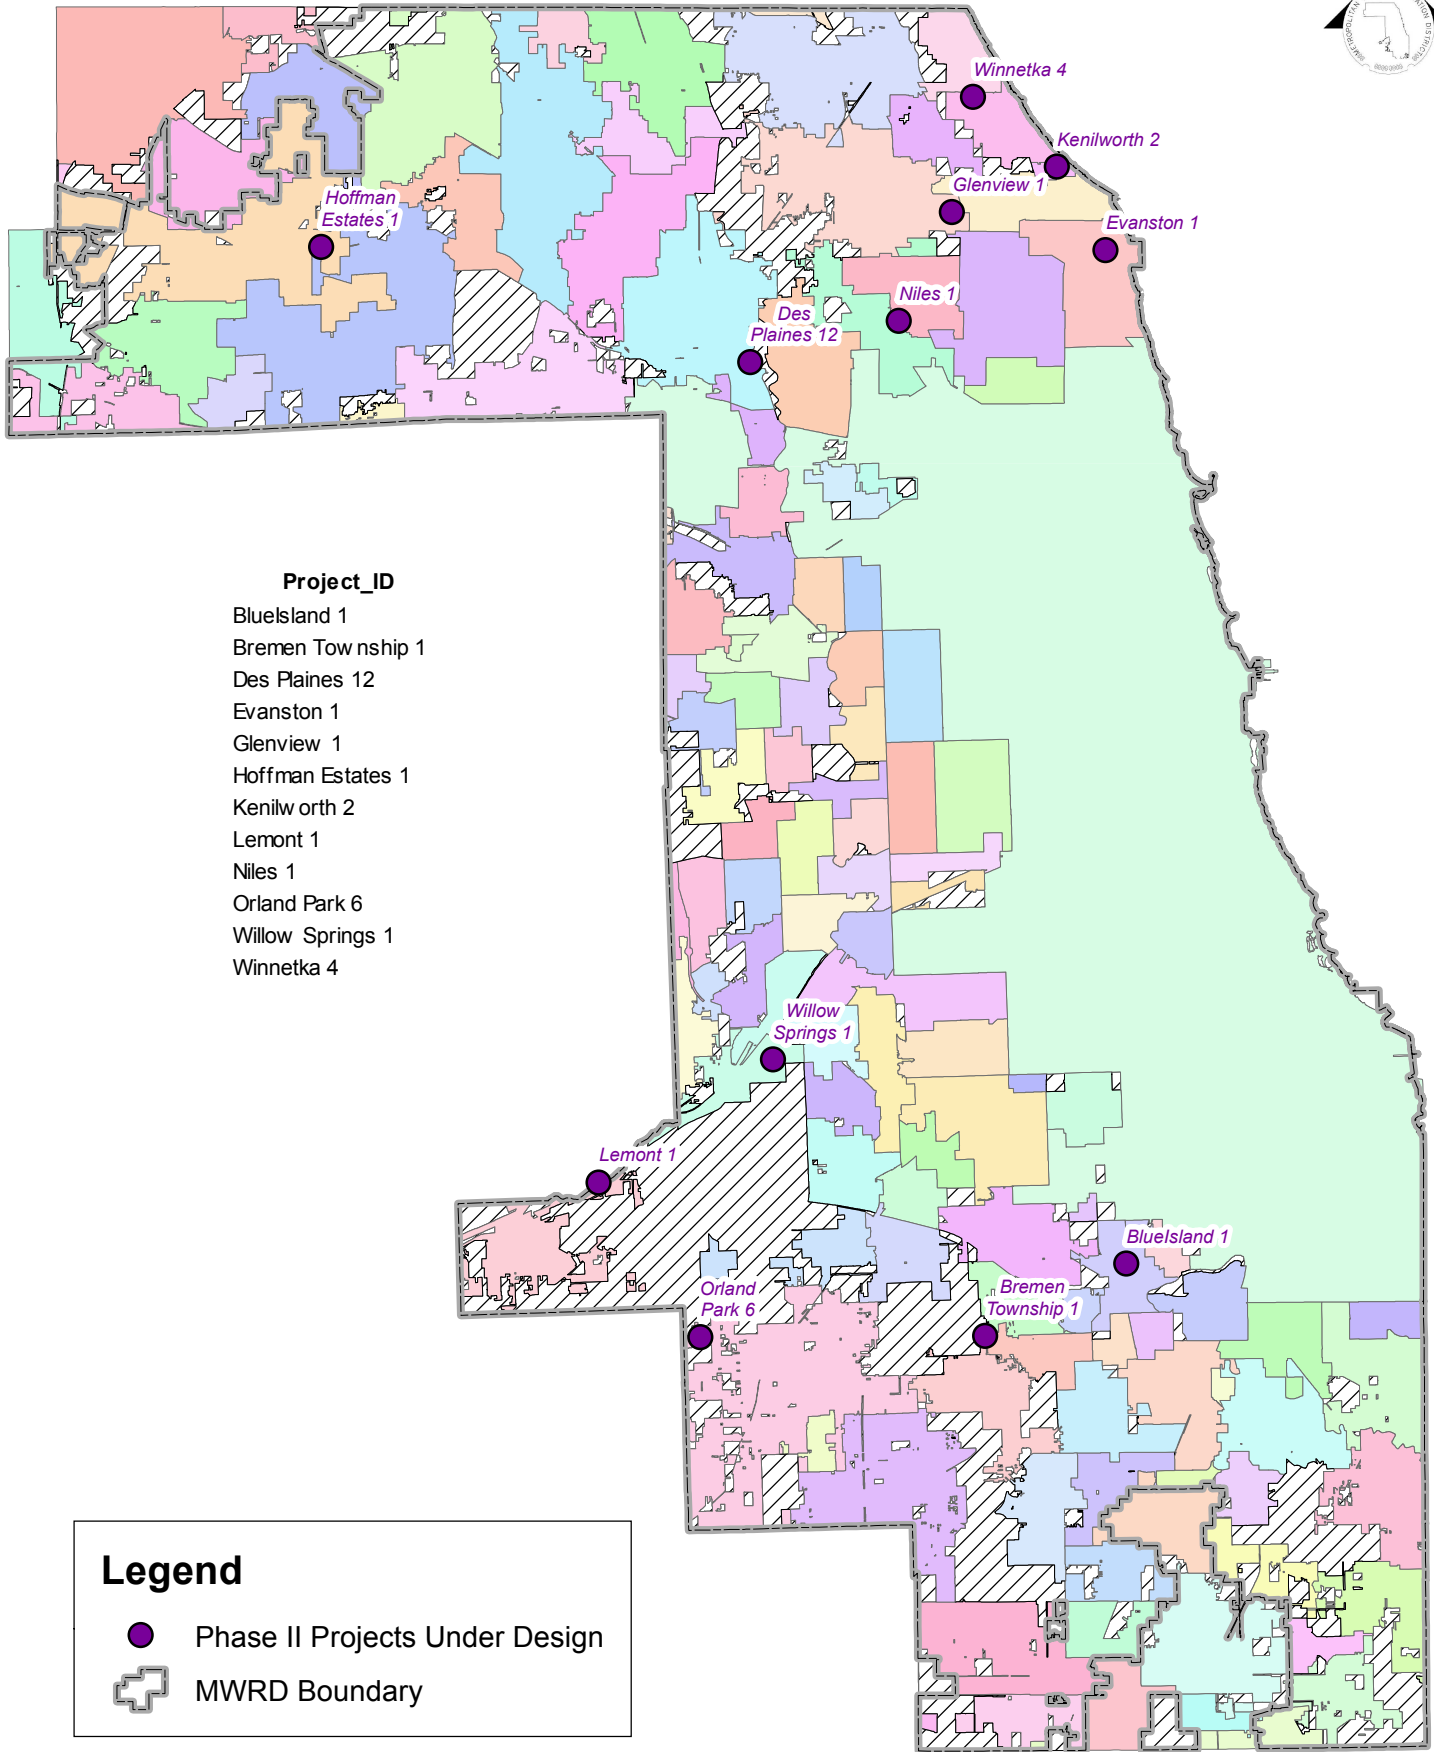 Winnetka 4
Kenilworth 2
Glenview 1
Hoffman
Estates 1
Evanston 1
Niles 1
Des
Plaines 12
Project_ID
BlueIsland 1
Bremen Township 1
Des Plaines 12
Evanston 1
Glenview 1
Hoffman Estates 1
Kenilworth 2
Lemont 1
Niles 1
Orland Park 6
Willow Springs 1
Winnetka 4
Willow
Springs 1
Lemont 1
BlueIsland 1
Orland
Park 6
Bremen
Township 1
Legend
Phase II Projects Under Design
MWRD Boundary